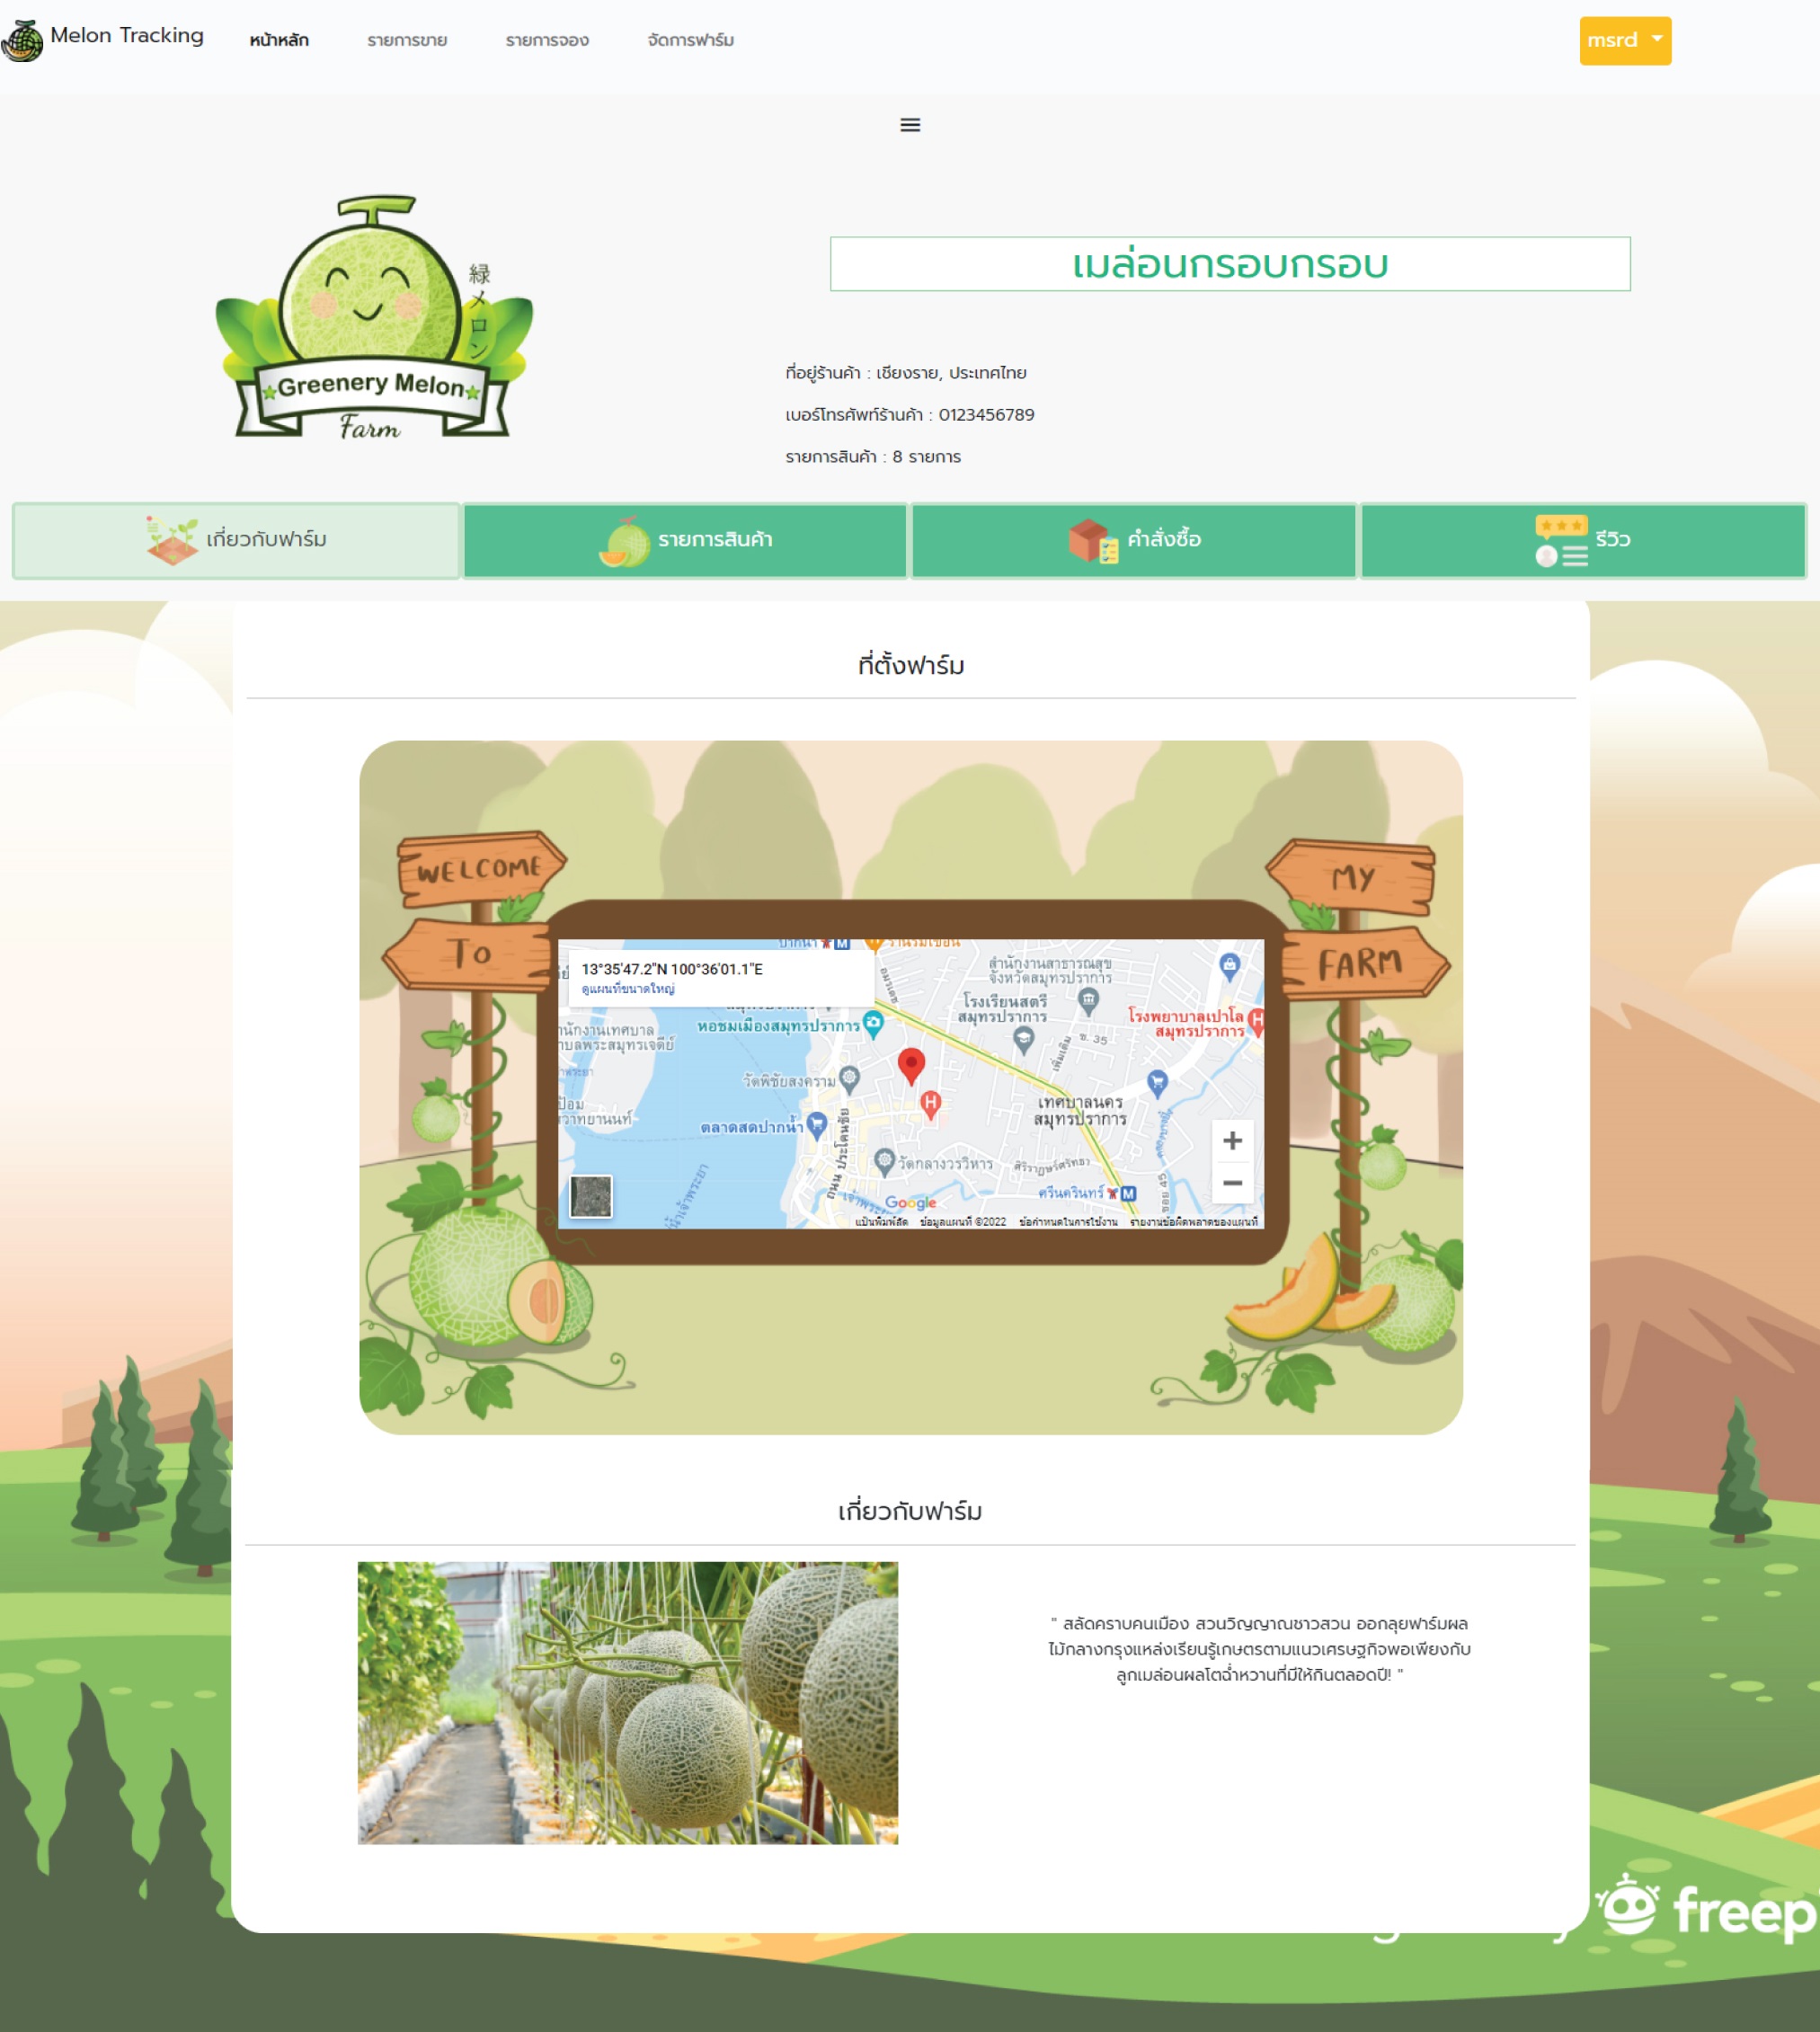 Melon Tracking หน้าหลัก รายการขาย รายการจอง จัดการฟาร์ม msrd
緑メロン
Greenery Melon
Farm
เมล่อนกรอบกรอบ
ที่อยู่ร้านค้า : เชียงราย, ประเทศไทย
เบอร์โทรศัพท์ร้านค้า : 0123456789
รายการสินค้า : 8 รายการ
เกี่ยวกับฟาร์ม รายการสินค้า คำสั่งซื้อ รีวิว
ที่ตั้งฟาร์ม
WELCOME
TO
MY
FARM
13°35'47.2"N 100°36'01.1"E
ดูแผนที่ขนาดใหญ่
สำนักงานสาธารณสุข
จังหวัดสมุทรปราการ
โรงเรียนสตรี
สมุทรปราการ
โรงพยาบาลเปาโล
สมุทรปราการ
หอชมเมืองสมุทรปราการ
ซ. 35
วัดพิชัยสงคราม
เทศบาลนคร
สมุทรปราการ
ตลาดสดปากน้ำ
ถนน ประโคนชัย
วัดกลางวรวิหาร
ศรีนครินทร์ M
ซอย 45
Google
แป้นพิมพ์ลัด ข้อมูลแผนที่ ©2022 ข้อกำหนดในการใช้งาน รายงานข้อผิดพลาดของแผนที่
เกี่ยวกับฟาร์ม
" สลัดคราบคนเมือง สวนวิญญาณชาวสวน ออกลุยฟาร์มผล
ไม้กลางกรุงแหล่งเรียนรู้เกษตรตามแนวเศรษฐกิจพอเพียงกับ
ลูกเมล่อนผลโตฉ่ำหวานที่มีให้กินตลอดปี! "
freep